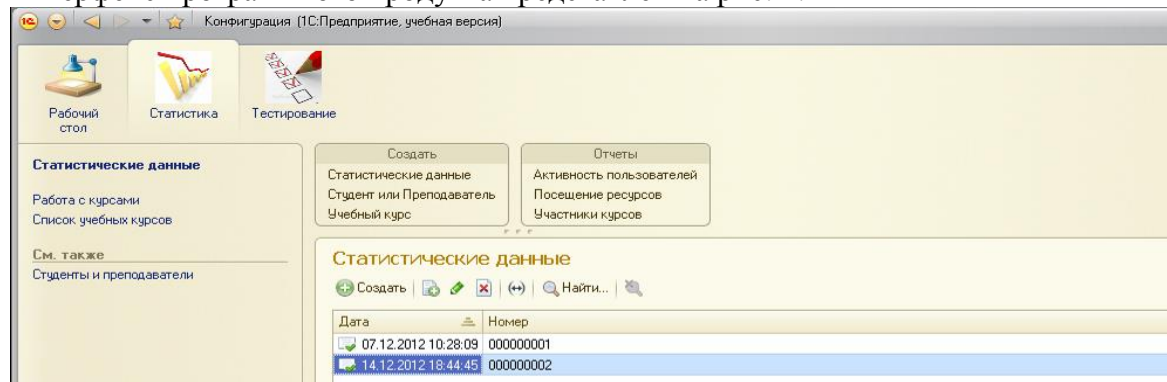 Конфигурация (1С:Предприятие, учебная версия)
Рабочий
стол
Статистика
Тестирование
Статистические данные
Работа с курсами
Список учебных курсов
См. также
Студенты и преподаватели
Создать
Статистические данные
Студент или Преподаватель
Учебный курс
Отчеты
Активность пользователей
Посещение ресурсов
Участники курсов
Статистические данные
Создать Найти...
Дата Номер
07.12.2012 10:28:09 000000001
14.12.2012 18:44:45 000000002